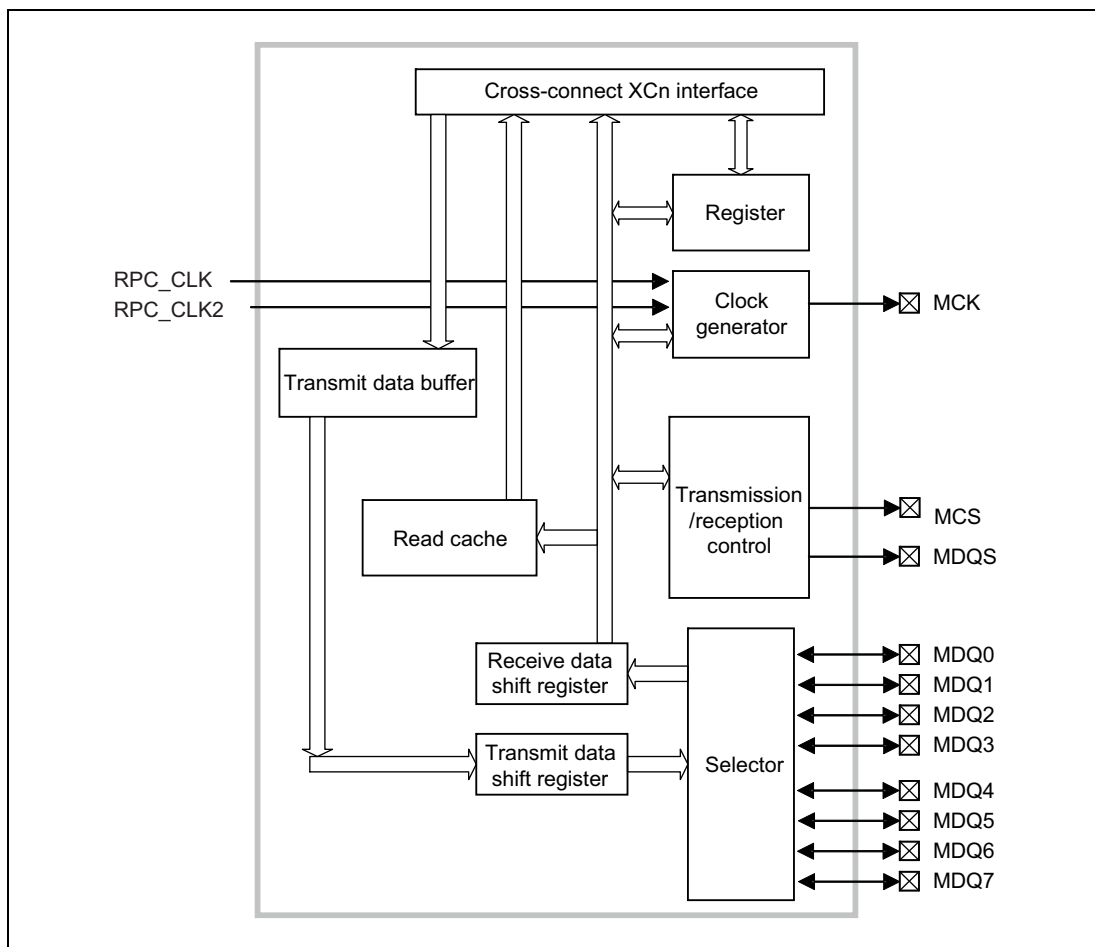 Cross-connect XCn interface
Register
RPC_CLK
RPC_CLK2
Clock
generator
MCK
Transmit data buffer
Transmission
/reception
control
MCS
MDQS
Read cache
Receive data
shift register
Transmit data
shift register
Selector
MDQ0
MDQ1
MDQ2
MDQ3
MDQ4
MDQ5
MDQ6
MDQ7